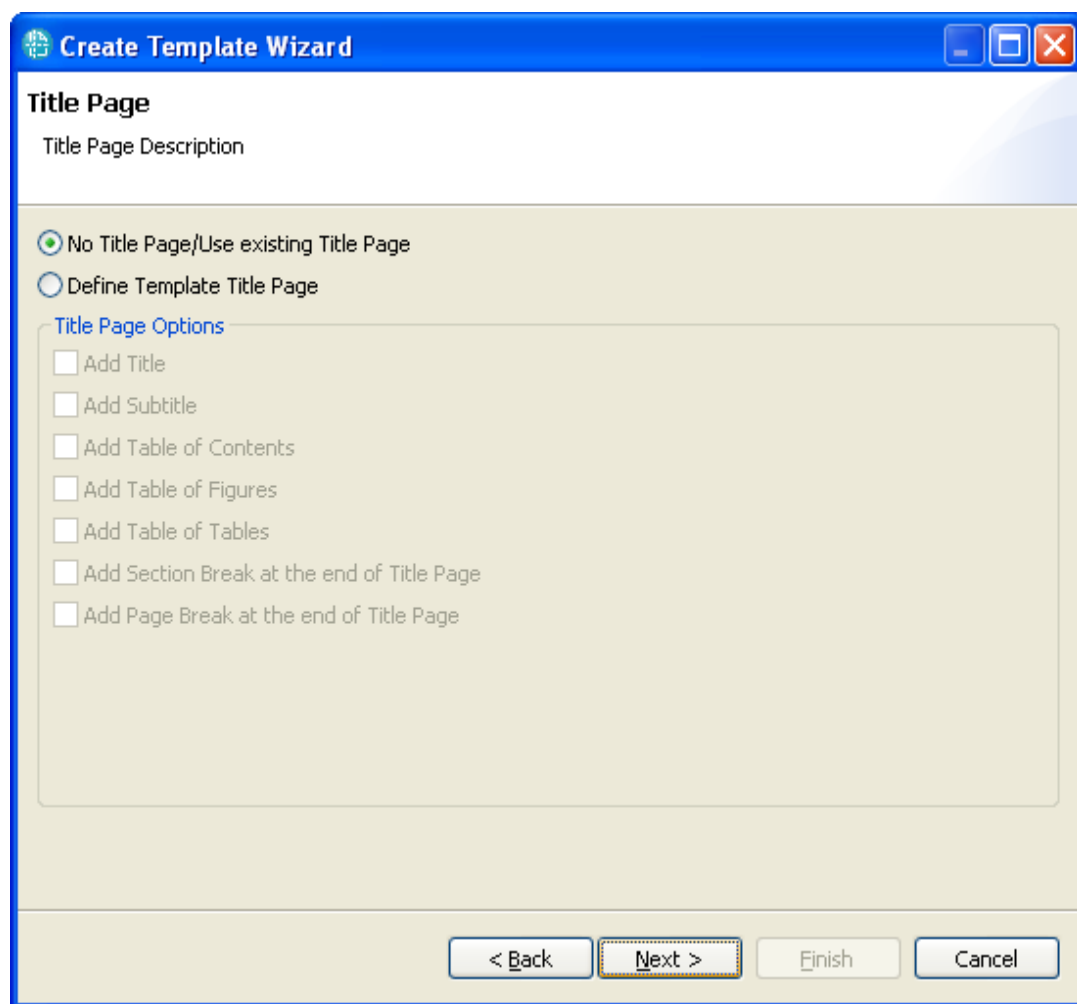 Create Template Wizard
Title Page
Title Page Description
No Title Page/Use existing Title Page
Define Template Title Page
Title Page Options
Add Title
Add Subtitle
Add Table of Contents
Add Table of Figures
Add Table of Tables
Add Section Break at the end of Title Page
Add Page Break at the end of Title Page
< Back Next > Finish Cancel